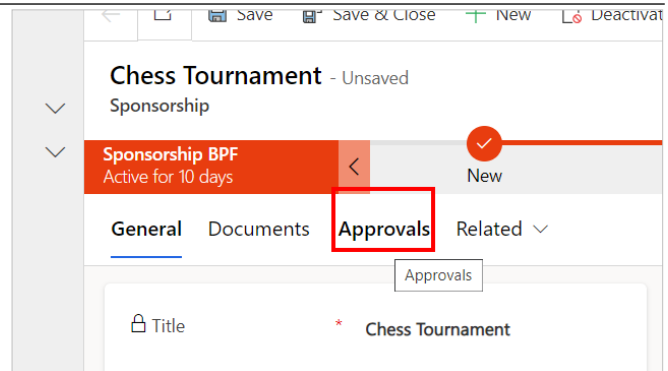 Save Save & Close New Deactivat
Chess Tournament - Unsaved
Sponsorship
Sponsorship BPF
Active for 10 days
New
General Documents Approvals Related
Approvals
Title * Chess Tournament